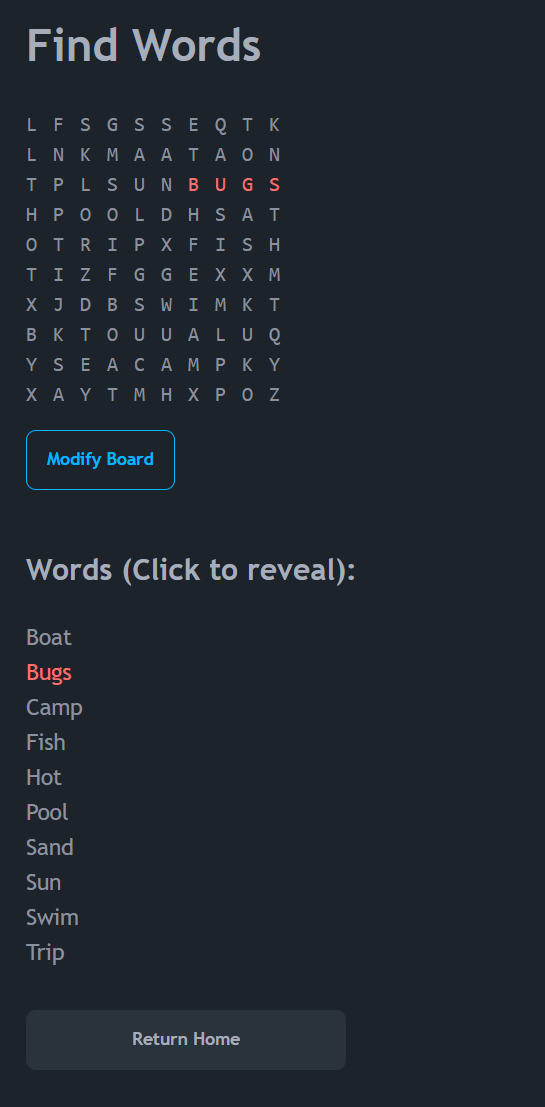 Find Words
L F S G S S E Q T K
L N K M A A T A O N
T P L S U N B U G S
H P O O L D H S A T
O T R I P X F I S H
T I Z F G G E X X M
X J D B S W I M K T
B K T O U U A L U Q
Y S E A C A M P K Y
X A Y T M H X P O Z
Modify Board
Words (Click to reveal):
Boat
Bugs
Camp
Fish
Hot
Pool
Sand
Sun
Swim
Trip
Return Home